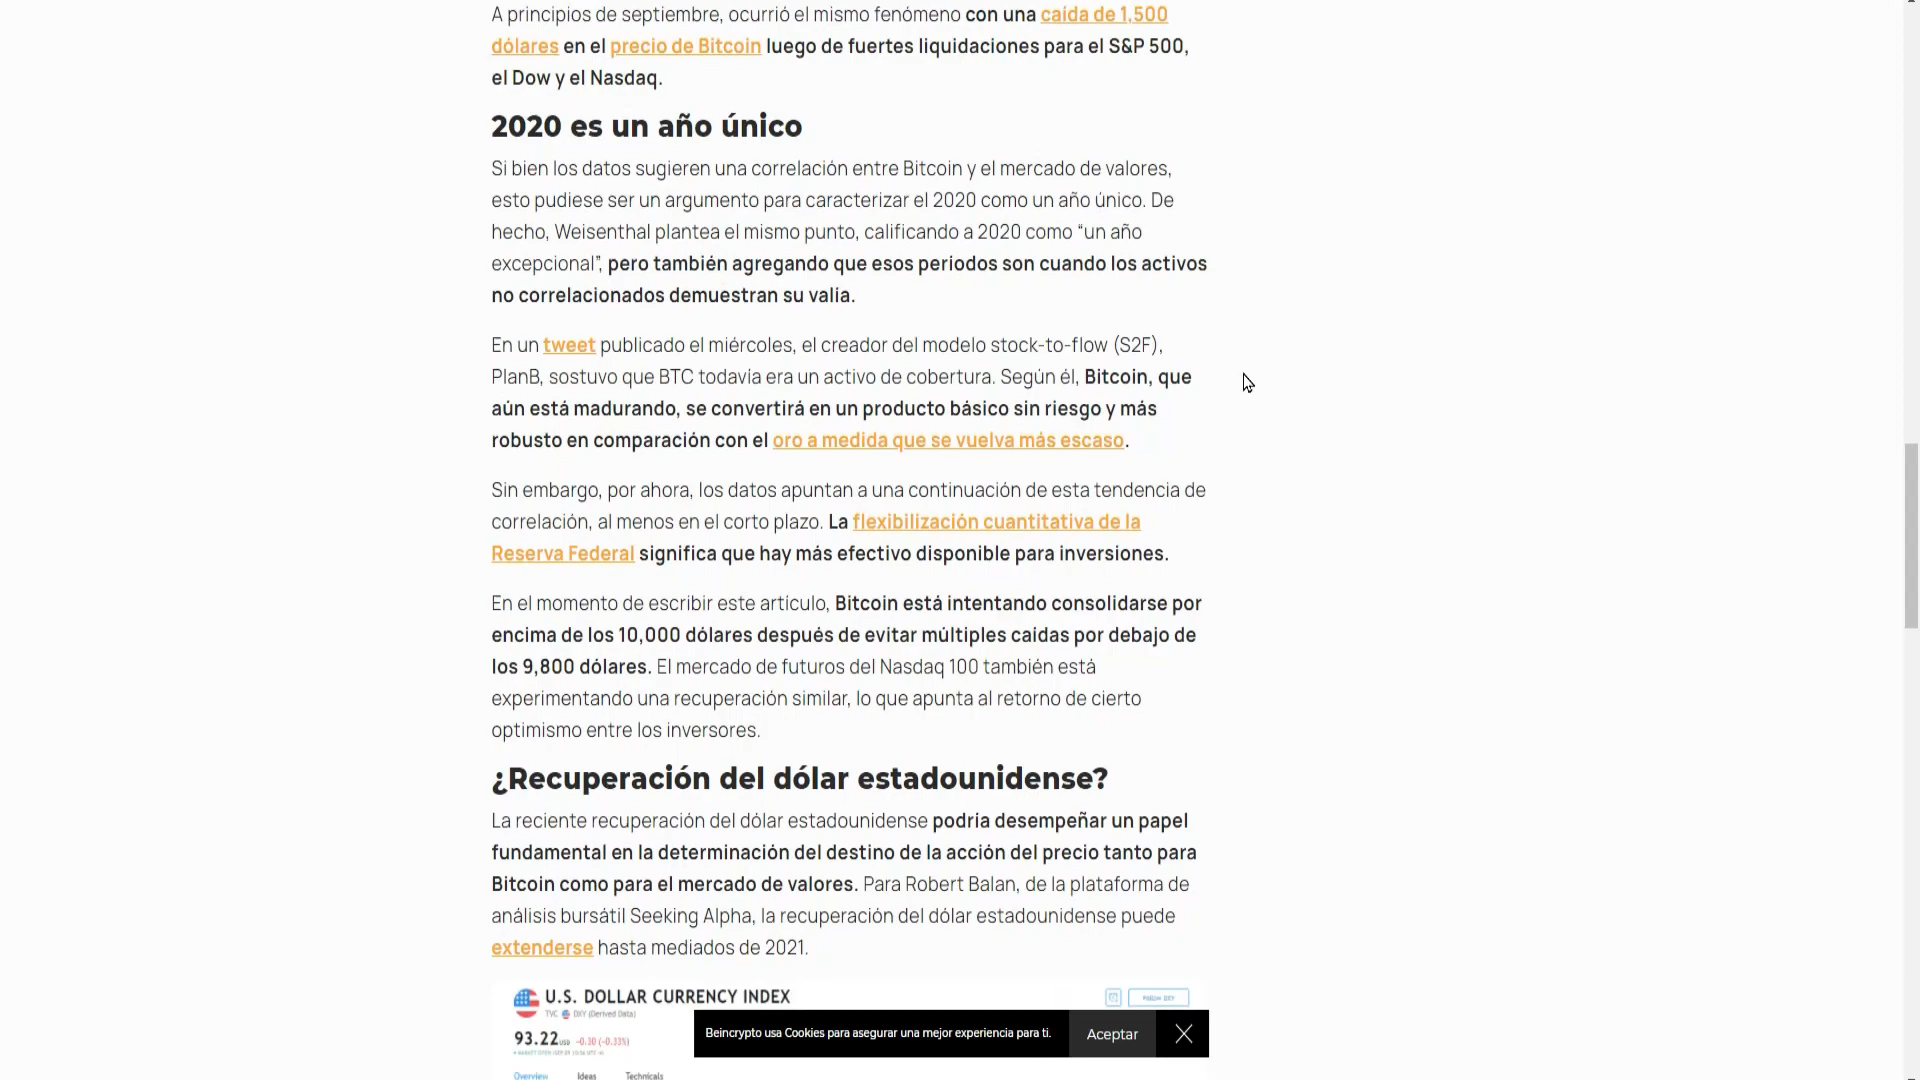 A principios de septiembre, ocurrió el mismo fenómeno con una caída de 1,500
dólares en el precio de Bitcoin luego de fuertes liquidaciones para el S&P 500,
el Dow y el Nasdaq.
2020 es un año único
Si bien los datos sugieren una correlación entre Bitcoin y el mercado de valores,
esto pudiese ser un argumento para caracterizar el 2020 como un año único. De
hecho, Weisenthal plantea el mismo punto, calificando a 2020 como “un año
excepcional”, pero también agregando que esos periodos son cuando los activos
no correlacionados demuestran su valía.
En un tweet publicado el miércoles, el creador del modelo stock-to-flow (S2F),
PlanB, sostuvo que BTC todavía era un activo de cobertura. Según él, Bitcoin, que
aún está madurando, se convertirá en un producto básico sin riesgo y más
robusto en comparación con el oro a medida que se vuelva más escaso.
Sin embargo, por ahora, los datos apuntan a una continuación de esta tendencia de
correlación, al menos en el corto plazo. La flexibilización cuantitativa de la
Reserva Federal significa que hay más efectivo disponible para inversiones.
En el momento de escribir este artículo, Bitcoin está intentando consolidarse por
encima de los 10,000 dólares después de evitar múltiples caídas por debajo de
los 9,800 dólares. El mercado de futuros del Nasdaq 100 también está
experimentando una recuperación similar, lo que apunta al retorno de cierto
optimismo entre los inversores.
¿Recuperación del dólar estadounidense?
La reciente recuperación del dólar estadounidense podría desempeñar un papel
fundamental en la determinación del destino de la acción del precio tanto para
Bitcoin como para el mercado de valores. Para Robert Balan, de la plataforma de
análisis bursátil Seeking Alpha, la recuperación del dólar estadounidense puede
extenderse hasta mediados de 2021.
U.S. DOLLAR CURRENCY INDEX
TVC DXY (Derived Data)
93.22 USD -0.30 (-0.33%)
Beincrypto usa Cookies para asegurar una mejor experiencia para ti.
Aceptar
Overview Ideas Technicals